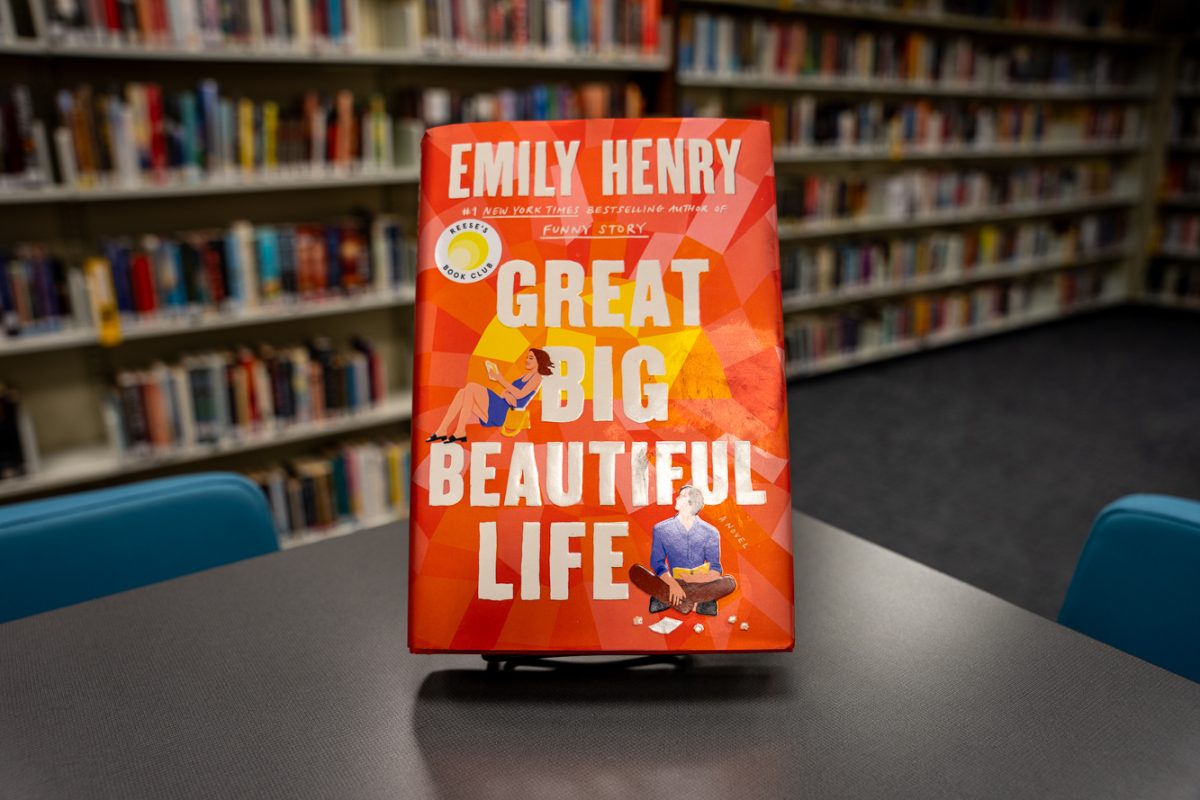 EMILY HENRY
#1 NEW YORK TIMES BESTSELLING AUTHOR OF
FUNNY STORY
REESE'S
BOOK CLUB
GREAT
BIG
BEAUTIFUL
LIFE
A NOVEL